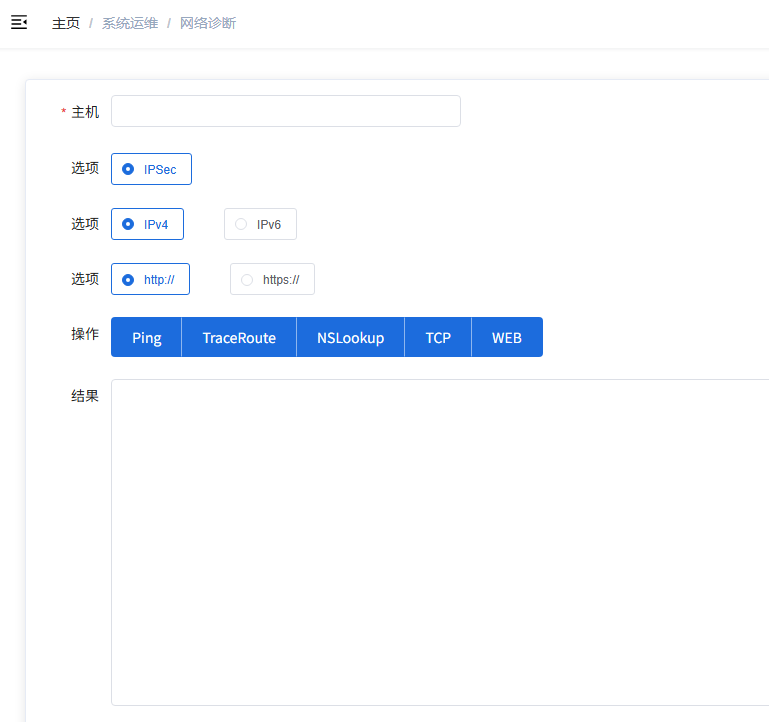 主页 / 系统运维 / 网络诊断
* 主机
选项 IPSec
选项 IPv4 IPv6
选项 http:// https://
操作 Ping TraceRoute NSLookup TCP WEB
结果